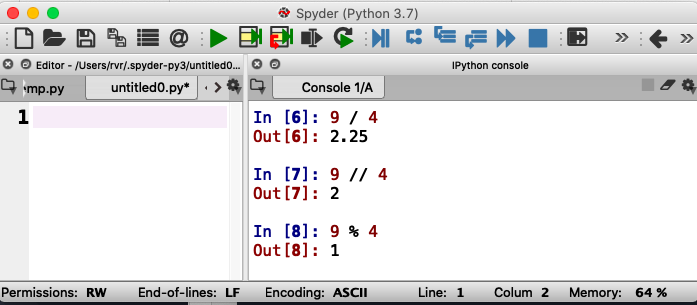 Spyder (Python 3.7)
Editor - /Users/rvr/.spyder-py3/untitled0...
IPython console
mp.py
untitled0.py*
Console 1/A
1
In [6]: 9 / 4
Out[6]: 2.25
In [7]: 9 // 4
Out[7]: 2
In [8]: 9 % 4
Out[8]: 1
Permissions: RW End-of-lines: LF Encoding: ASCII Line: 1 Colum 2 Memory: 64 %